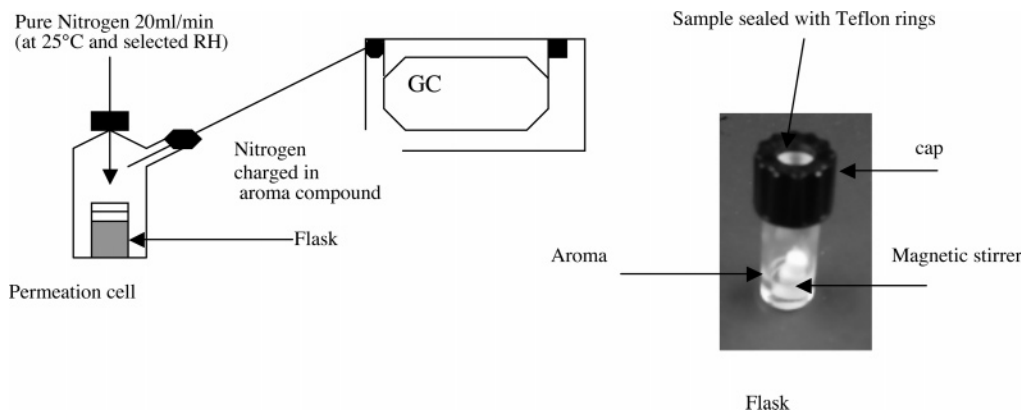 Pure Nitrogen 20ml/min
(at 25°C and selected RH)
GC
Nitrogen
charged in
aroma compound
Flask
Permeation cell
Sample sealed with Teflon rings
cap
Aroma
Magnetic stirrer
Flask